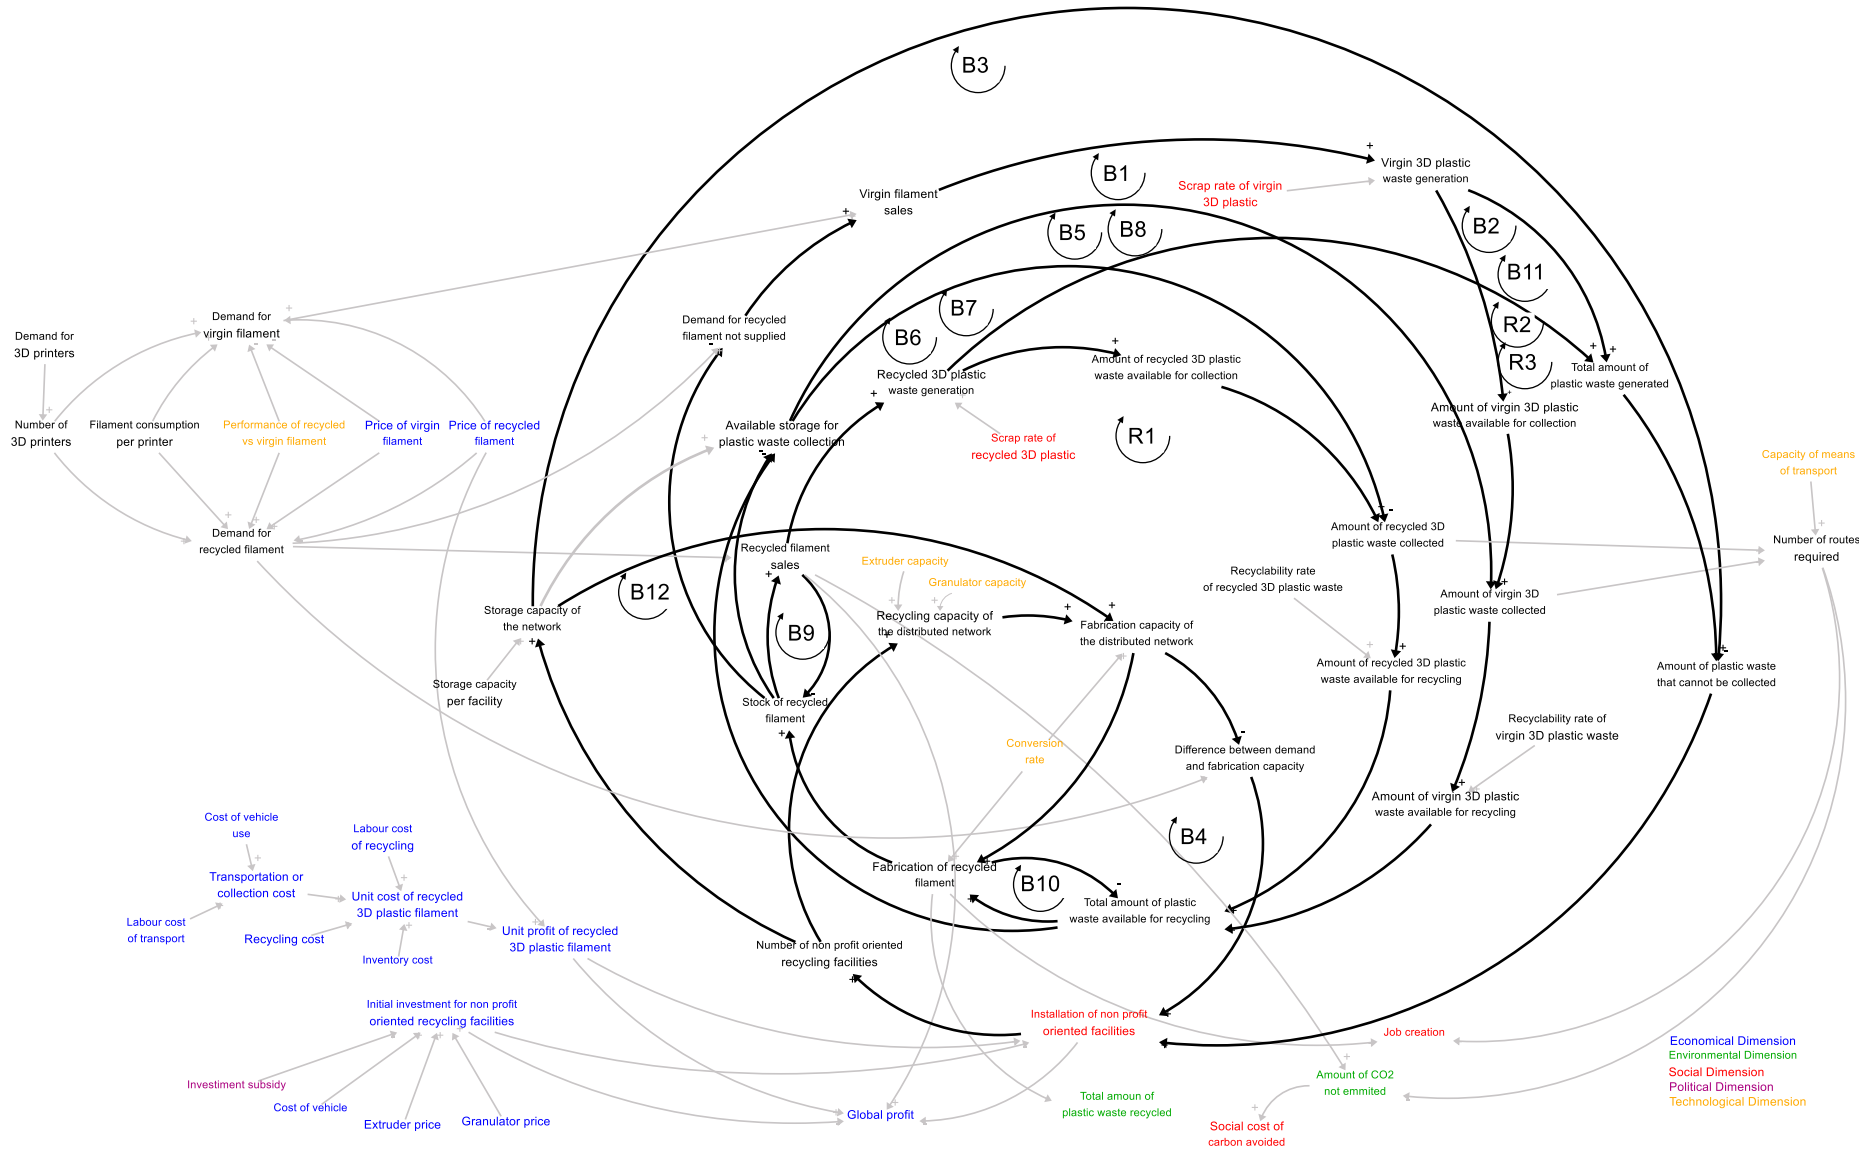 B3
B1
Virgin 3D plastic
waste generation
Scrap rate of virgin
3D plastic
Virgin filament
sales
B5
B8
B2
B11
R2
R3
B7
B6
Demand for
virgin filament
Demand for
3D printers
Demand for recycled
filament not supplied
Amount of recycled 3D plastic
waste available for collection
Recycled 3D plastic
waste generation
Total amount of
plastic waste generated
Amount of virgin 3D plastic
waste available for collection
Number of
3D printers
Filament consumption
per printer
Performance of recycled
vs virgin filament
Price of virgin
filament
Price of recycled
filament
Available storage for
plastic waste collection
R1
Scrap rate of
recycled 3D plastic
Capacity of means
of transport
Demand for
recycled filament
Recycled filament
sales
Amount of recycled 3D
plastic waste collected
Number of routes
required
Extruder capacity
Granulator capacity
Recyclability rate
of recycled 3D plastic waste
Amount of virgin 3D
plastic waste collected
B12
Storage capacity of
the network
B9
Recycling capacity of
the distributed network
Fabrication capacity of
the distributed network
Amount of recycled 3D plastic
waste available for recycling
Amount of plastic waste
that cannot be collected
Storage capacity
per facility
Stock of recycled
filament
Recyclability rate of
virgin 3D plastic waste
Conversion
rate
Difference between demand
and fabrication capacity
Amount of virgin 3D plastic
waste available for recycling
Cost of vehicle
use
Labour cost
of recycling
B4
Transportation or
collection cost
Unit cost of recycled
3D plastic filament
Fabrication of recycled
filament
B10
Total amount of plastic
waste available for recycling
Labour cost
of transport
Recycling cost
Inventory cost
Unit profit of recycled
3D plastic filament
Number of non profit oriented
recycling facilities
Initial investment for non profit
oriented recycling facilities
Installation of non profit
oriented facilities
Job creation
Economical Dimension
Environmental Dimension
Social Dimension
Political Dimension
Technological Dimension
Investiment subsidy
Cost of vehicle
Extruder price
Granulator price
Global profit
Total amoun of
plastic waste recycled
Amount of CO2
not emmited
Social cost of
carbon avoided